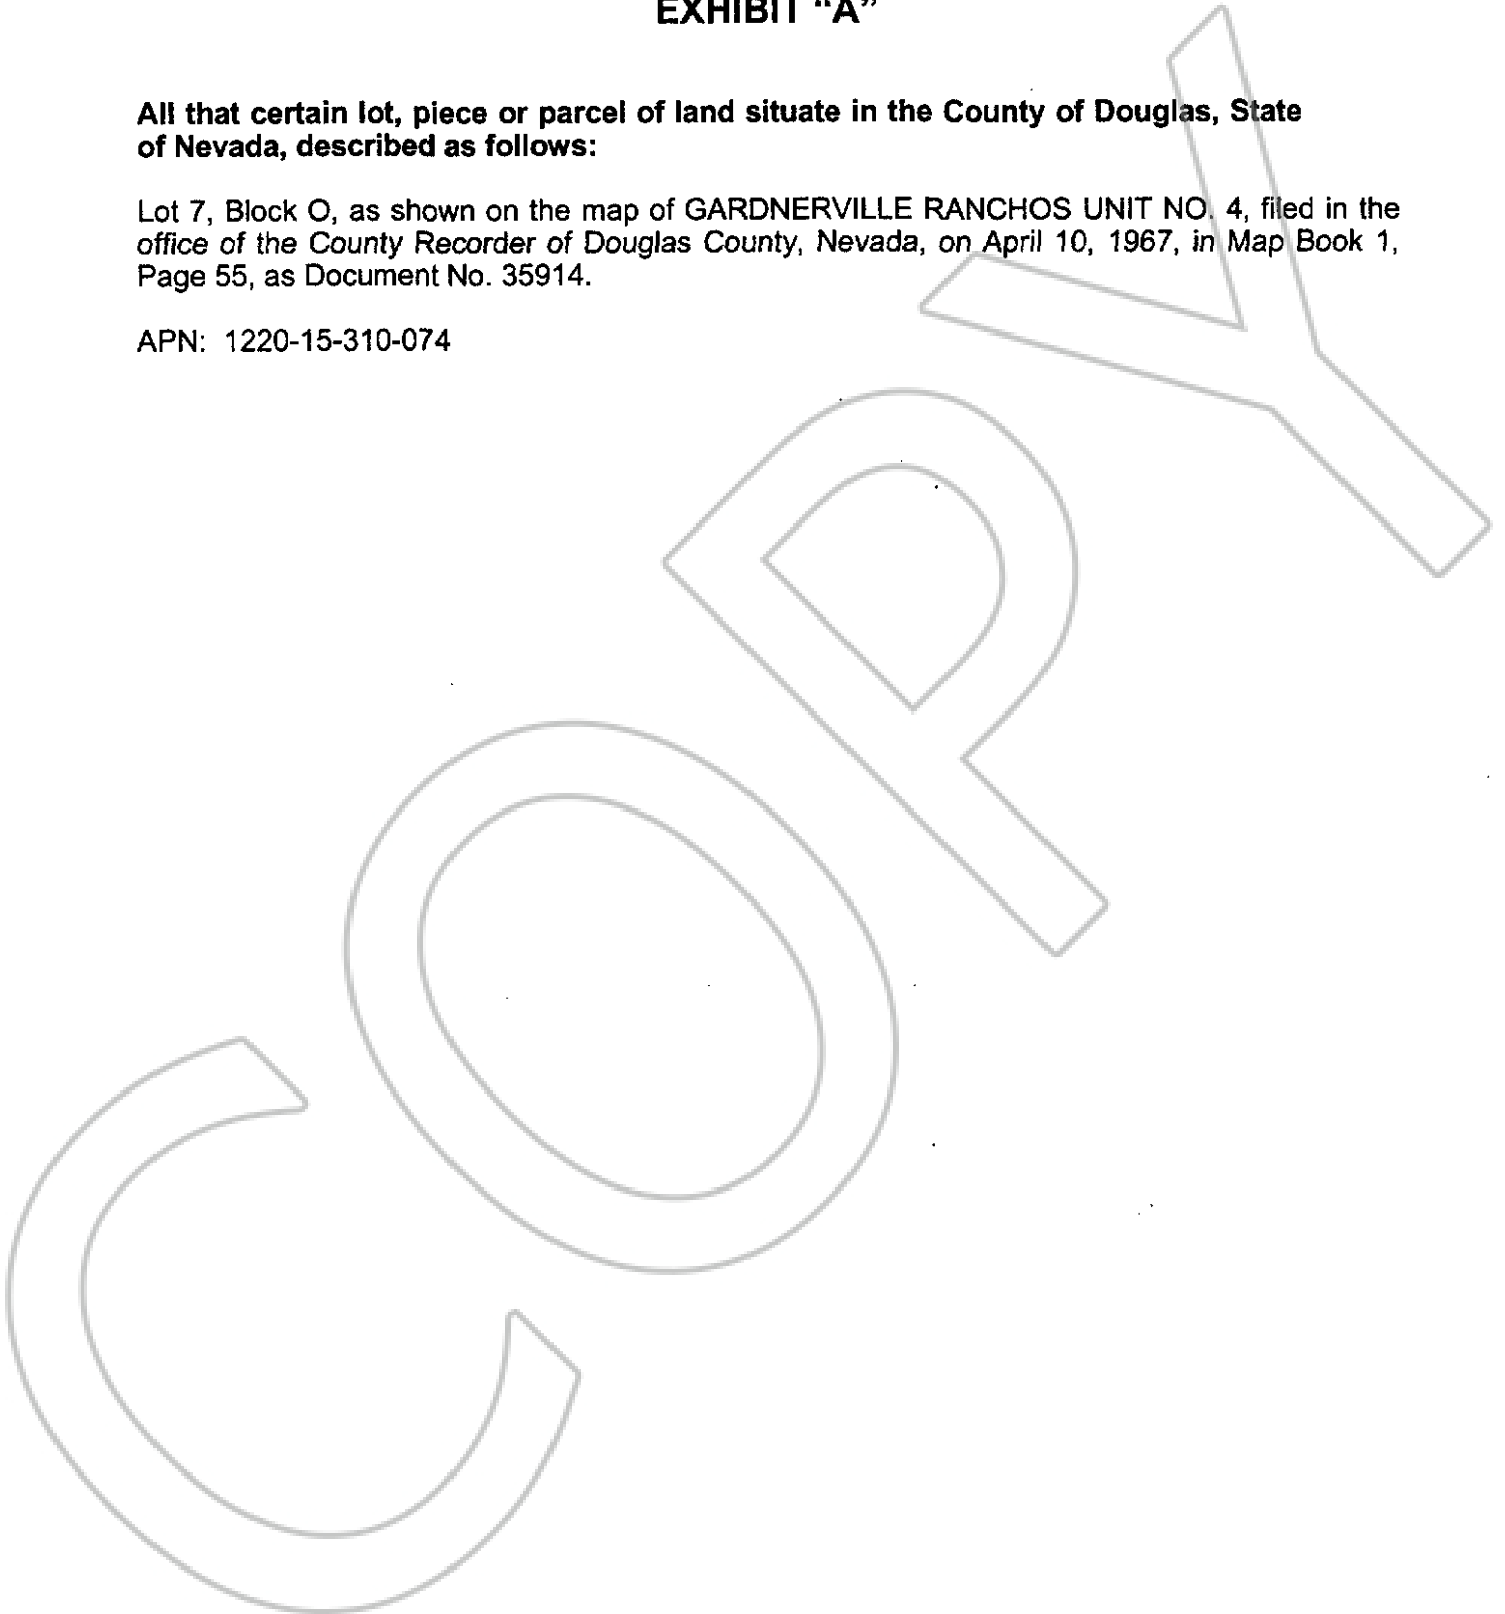 EXHIBIT “A”
All that certain lot, piece or parcel of land situate in the County of Douglas, State
of Nevada, described as follows:
Lot 7, Block O, as shown on the map of GARDNERVILLE RANCHOS UNIT NO. 4, filed in the
office of the County Recorder of Douglas County, Nevada, on April 10, 1967, in Map Book 1,
Page 55, as Document No. 35914.
APN: 1220-15-310-074
COPY